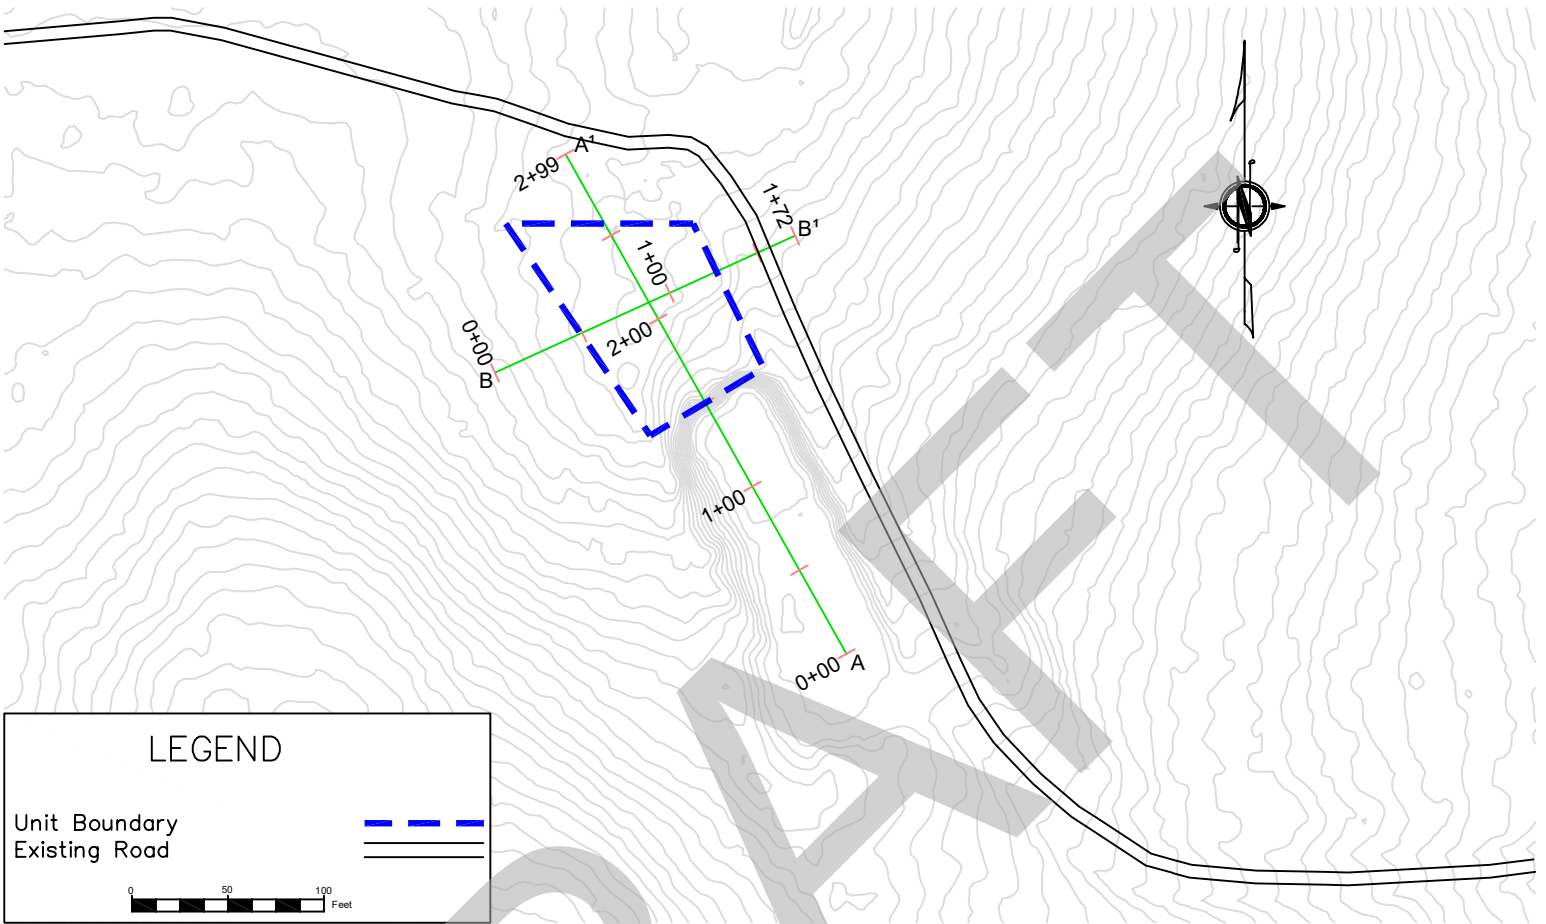 A¹
2+99
1+72
B¹
1+00
2+00
0+00
B
1+00
0+00
A
LEGEND
Unit Boundary
Existing Road
0 50 100
Feet
DRAFT